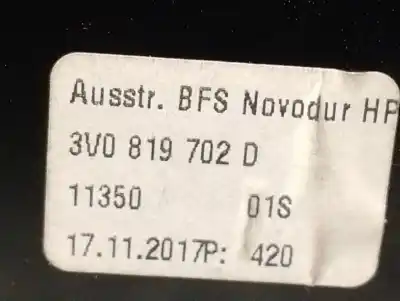 Ausstr. BFS Novodur HP
3V0 819 702 D
11350 01S
17.11.2017P: 420